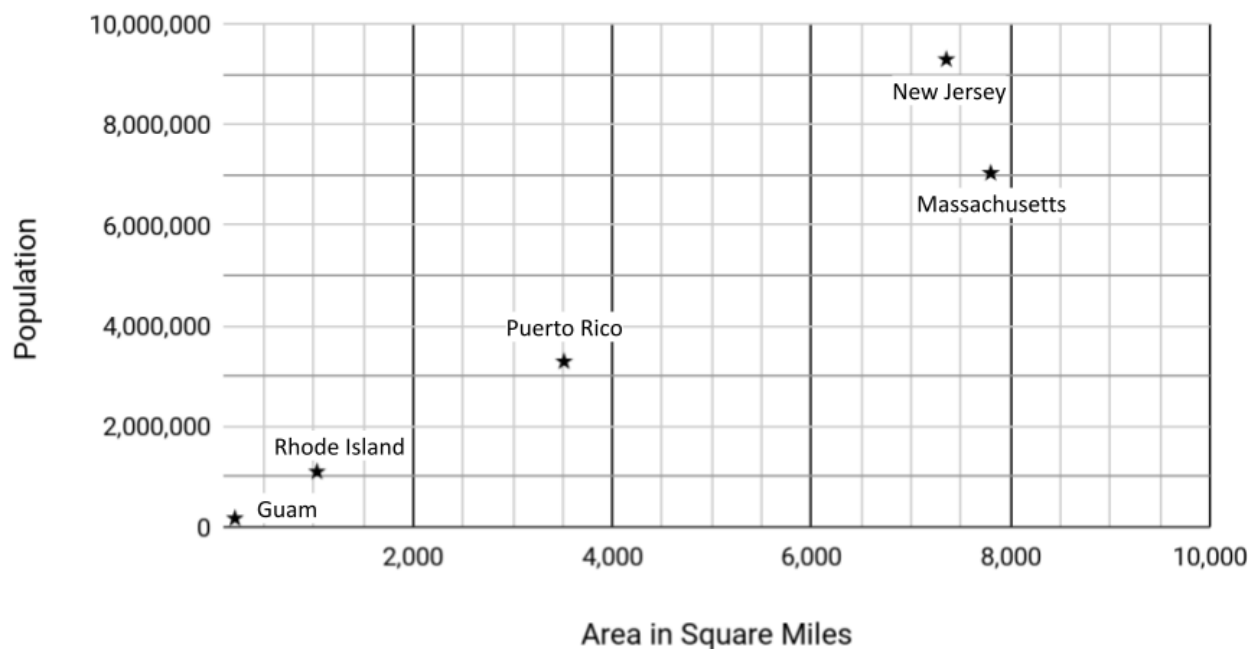 10,000,000
New Jersey
8,000,000
Massachusetts
6,000,000
Population
Puerto Rico
4,000,000
2,000,000
Rhode Island
Guam
0
2,000 4,000 6,000 8,000 10,000
Area in Square Miles